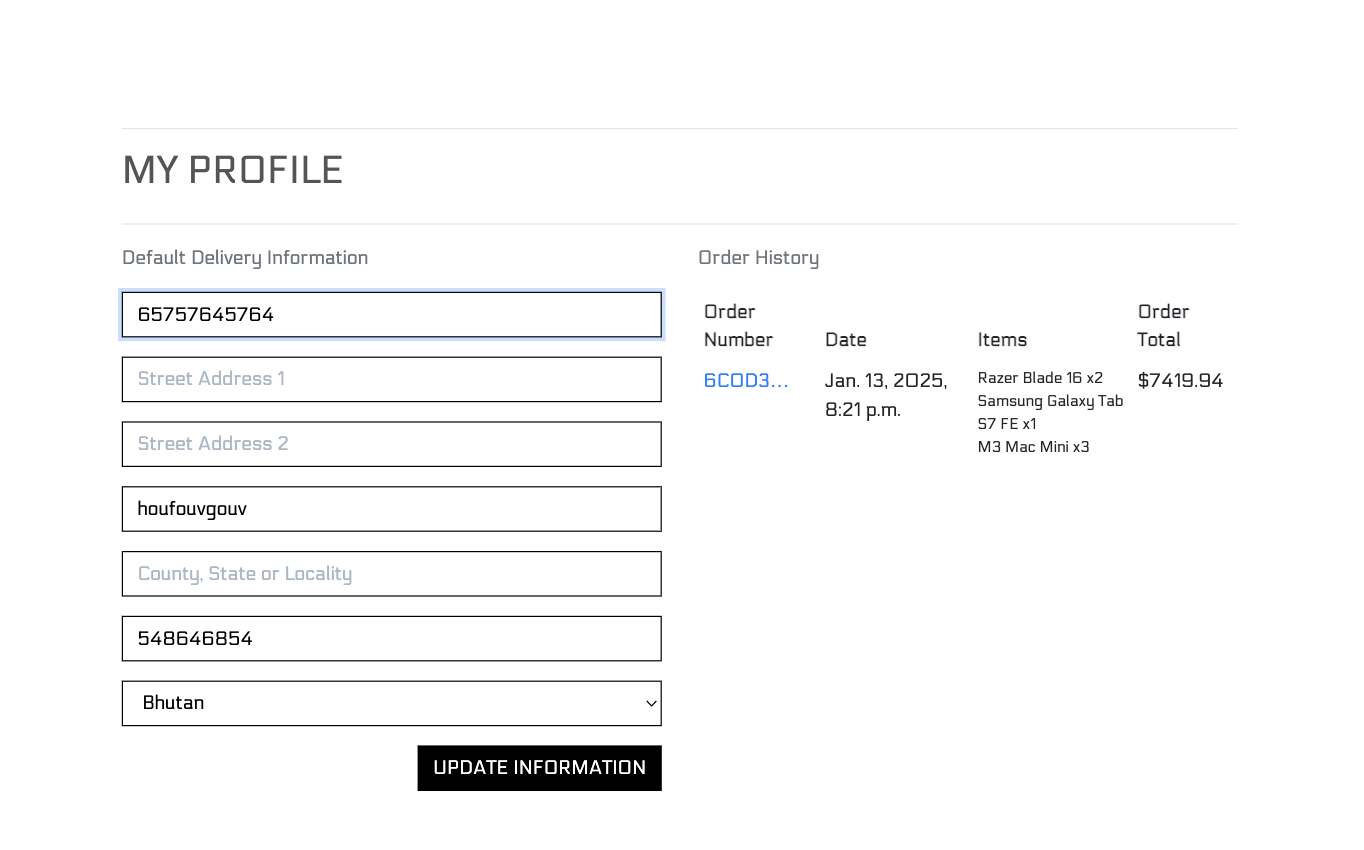 MY PROFILE
Default Delivery Information
65757645764
Street Address 1
Street Address 2
houfouvgouv
County, State or Locality
548646854
Bhutan
UPDATE INFORMATION
Order History
Order Number
Date
Items
Order Total
6C0D3...
Jan. 13, 2025,
8:21 p.m.
Razer Blade 16 x2
Samsung Galaxy Tab
S7 FE x1
M3 Mac Mini x3
$7419.94